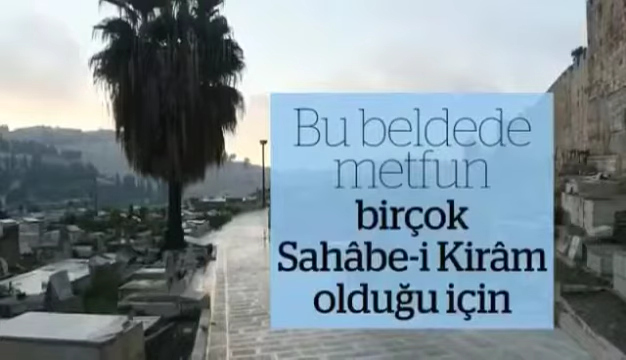 Bu beldede
metfun
birçok
Sahâbe-i Kirâm
olduğu için